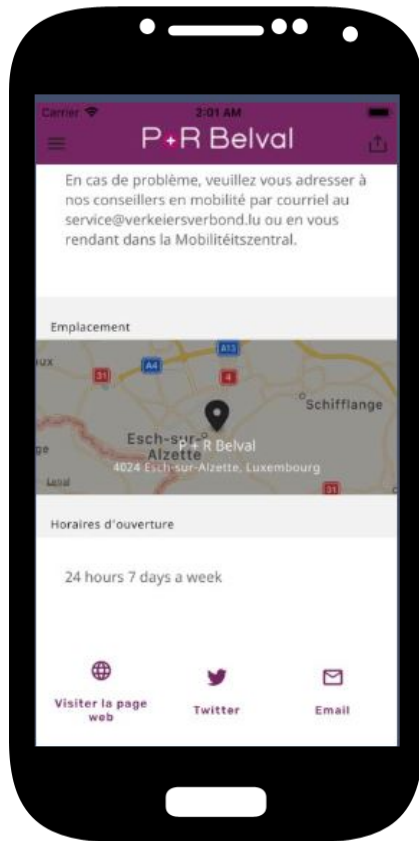 Carrier 2:01 AM
P+R Belval
En cas de problème, veuillez vous adresser à
nos conseillers en mobilité par courriel au
service@verkeiersverbond.lu ou en vous
rendant dans la Mobilitéitszentral.
Emplacement
A13
A4
31
4
Schifflange
Esch-sur-
Alzette
P + R Belval
4024 Esch-sur-Alzette, Luxembourg
31
Horaires d'ouverture
24 hours 7 days a week
Visiter la page
web
Twitter
Email